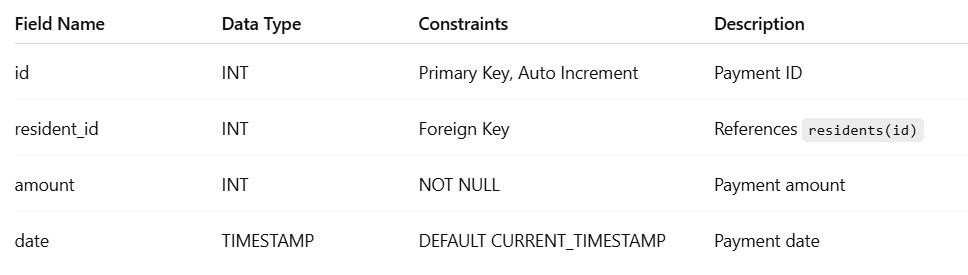 Field Name Data Type Constraints Description
id INT Primary Key, Auto Increment Payment ID
resident_id INT Foreign Key References residents(id)
amount INT NOT NULL Payment amount
date TIMESTAMP DEFAULT CURRENT_TIMESTAMP Payment date